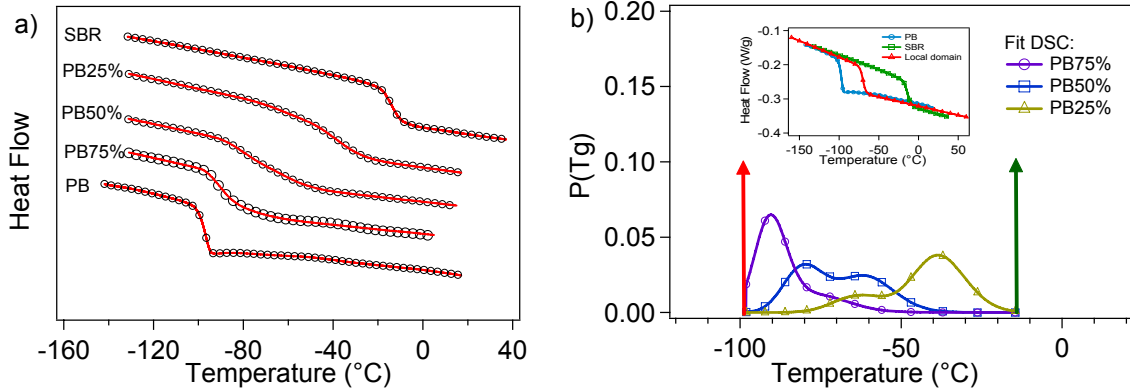 a)
SBR
PB25%
PB50%
PB75%
PB
Heat Flow
-160 -120 -80 -40 0 40
Temperature (°C)
b)
0.20
0.15
0.10
0.05
0.00
P(Tg)
-100 -50 0
Temperature (°C)
-0.1
-0.2
-0.3
-0.4
Heat Flow (W/g)
PB
SBR
Local domain
-150 -100 -50 0 50
Temperature (°C)
Fit DSC:
PB75%
PB50%
PB25%